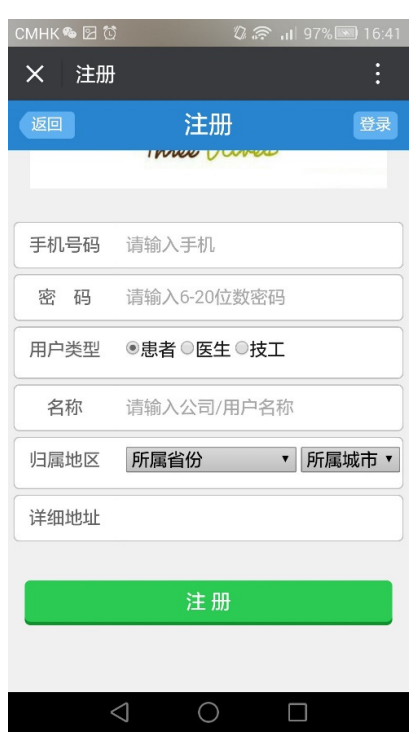 CMHK 97% 16:41
注册
返回 注册 登录
手机号码 请输入手机
密 码 请输入6-20位数密码
用户类型 患者 医生 技工
名称 请输入公司/用户名称
归属地区 所属省份 所属城市
详细地址
注 册